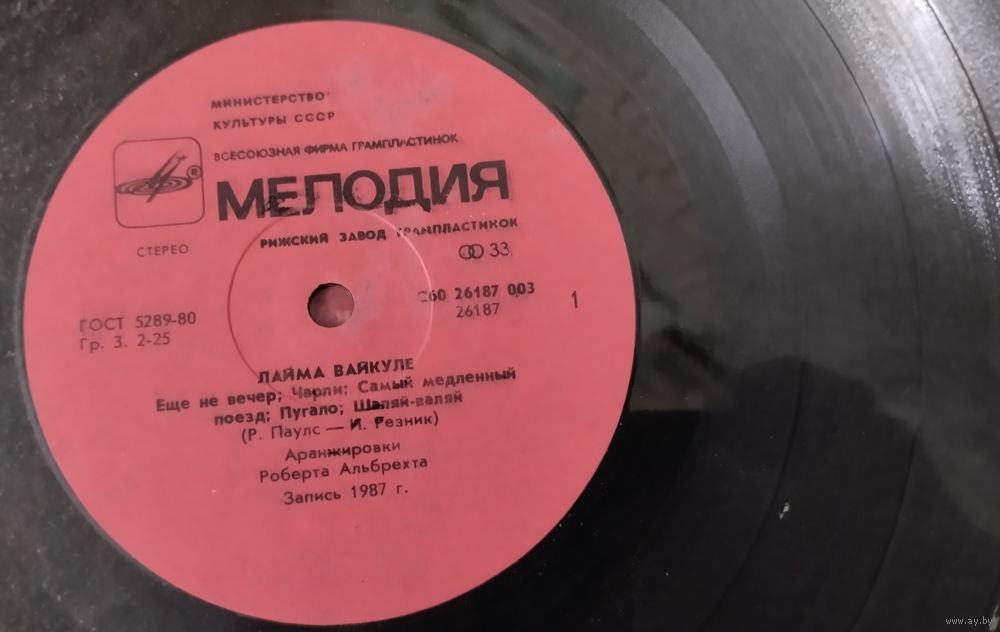 МИНИСТЕРСТВО
КУЛЬТУРЫ СССР
ВСЕСОЮЗНАЯ ФИРМА ГРАМПЛАСТИНОК
®
МЕЛОДИЯ
РИЖСКИЙ ЗАВОД ГРАМПЛАСТИНОК
СТЕРЕО
33
С60 26187 003
26187
1
ГОСТ 5289-80
Гр. 3. 2-25
ЛАЙМА ВАЙКУЛЕ
Еще не вечер; Чарли; Самый медленный
поезд; Пугало; Шаляй-валяй
(Р. Паулс — И. Резник)
Аранжировки
Роберта Альбрехта
Запись 1987 г.
www.ay.by